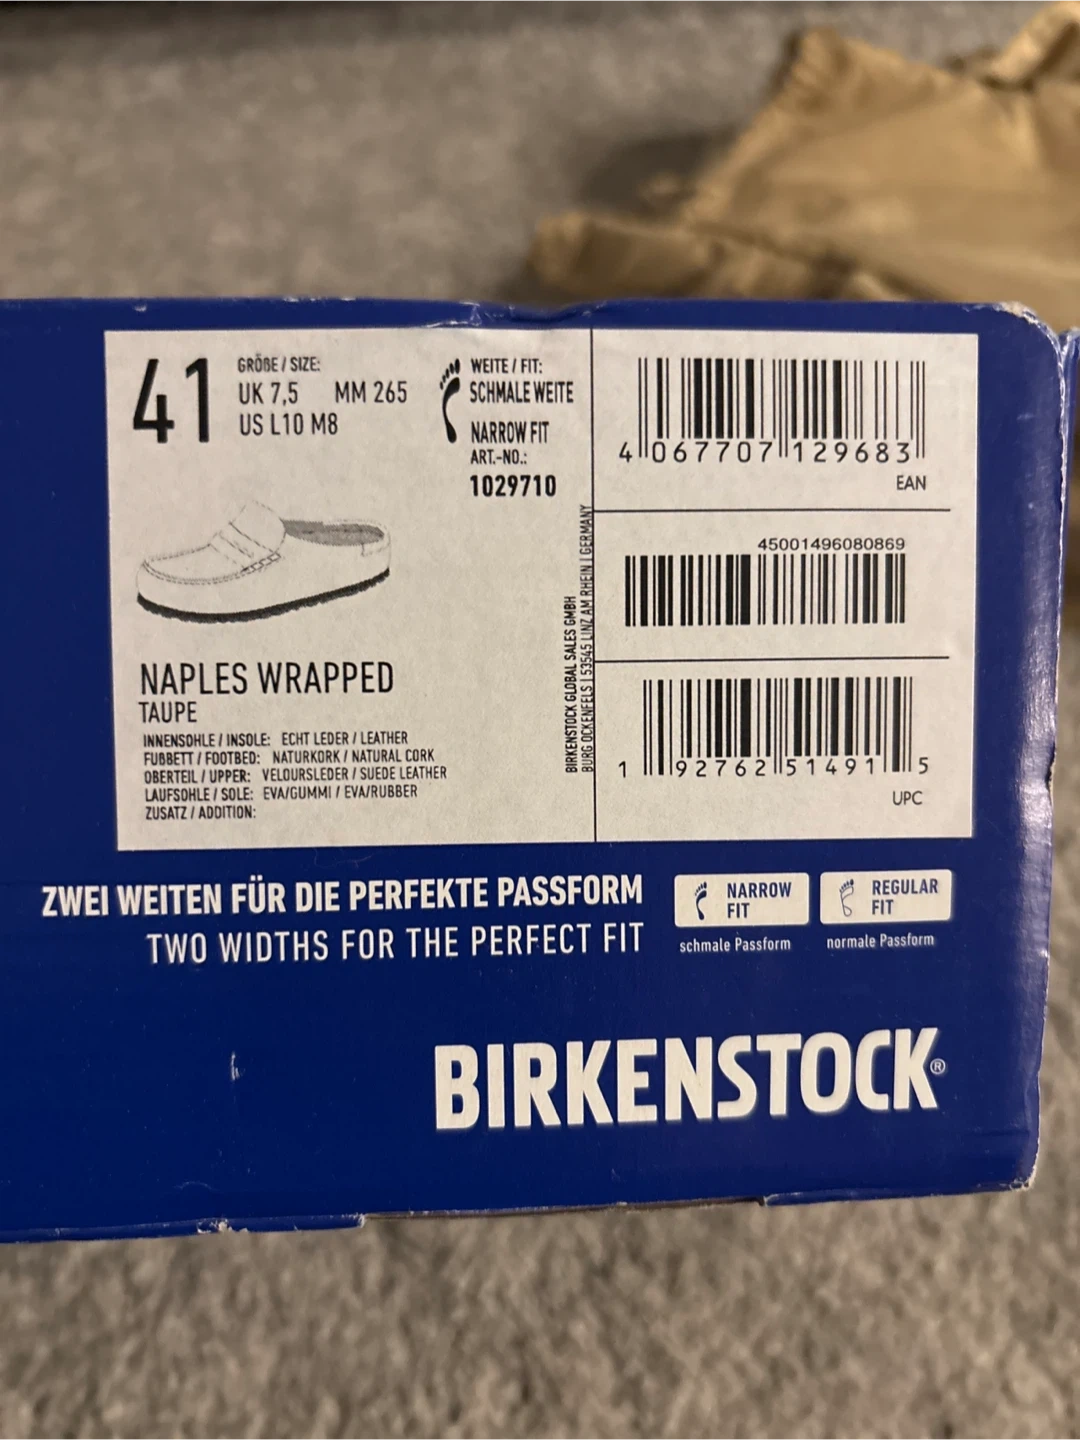 41
GRÖßE / SIZE:
UK 7,5 MM 265
US L10 M8
WEITE / FIT:
SCHMALE WEITE
NARROW FIT
ART.-NO.:
1029710
4 067707 129683
EAN
45001496080869
1 92762 51491 5
UPC
BIRKENSTOCK GLOBAL SALES GMBH
BURG OCKENFELS | 53545 LINZ AM RHEIN | GERMANY
NAPLES WRAPPED
TAUPE
INNENSOHLE / INSOLE: ECHT LEDER / LEATHER
FUßBETT / FOOTBED: NATURKORK / NATURAL CORK
OBERTEIL / UPPER: VELOURSLEDER / SUEDE LEATHER
LAUFSOHLE / SOLE: EVA/GUMMI / EVA/RUBBER
ZUSATZ / ADDITION:
ZWEI WEITEN FÜR DIE PERFEKTE PASSFORM
TWO WIDTHS FOR THE PERFECT FIT
NARROW
FIT
schmale Passform
REGULAR
FIT
normale Passform
BIRKENSTOCK®